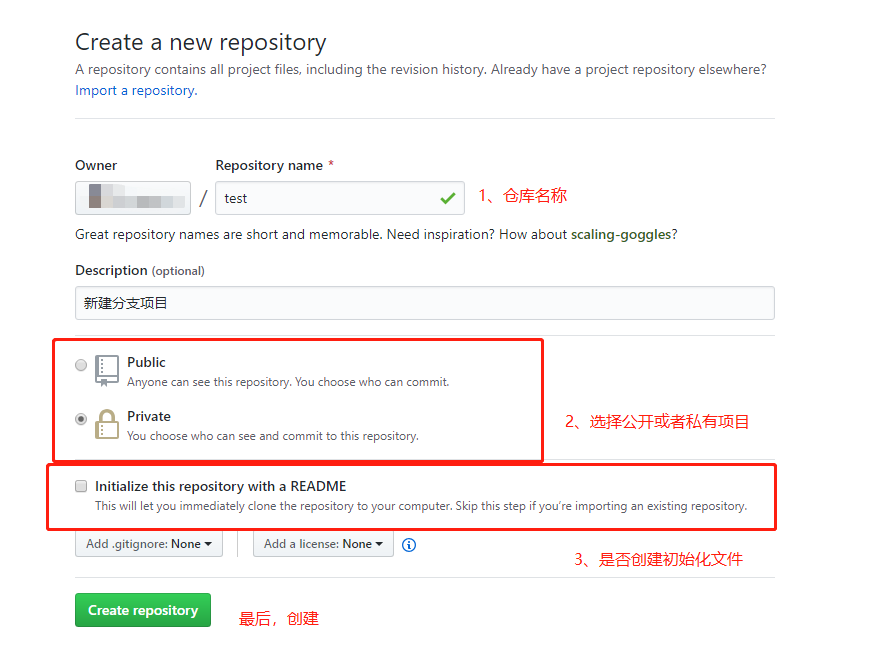 Create a new repository
A repository contains all project files, including the revision history. Already have a project repository elsewhere?
Import a repository.
Owner
Repository name *
/
test
1、仓库名称
Great repository names are short and memorable. Need inspiration? How about scaling-goggles?
Description (optional)
新建分支项目
Public
Anyone can see this repository. You choose who can commit.
Private
You choose who can see and commit to this repository.
2、选择公开或者私有项目
Initialize this repository with a README
This will let you immediately clone the repository to your computer. Skip this step if you’re importing an existing repository.
Add .gitignore: None
Add a license: None
3、是否创建初始化文件
Create repository
最后，创建